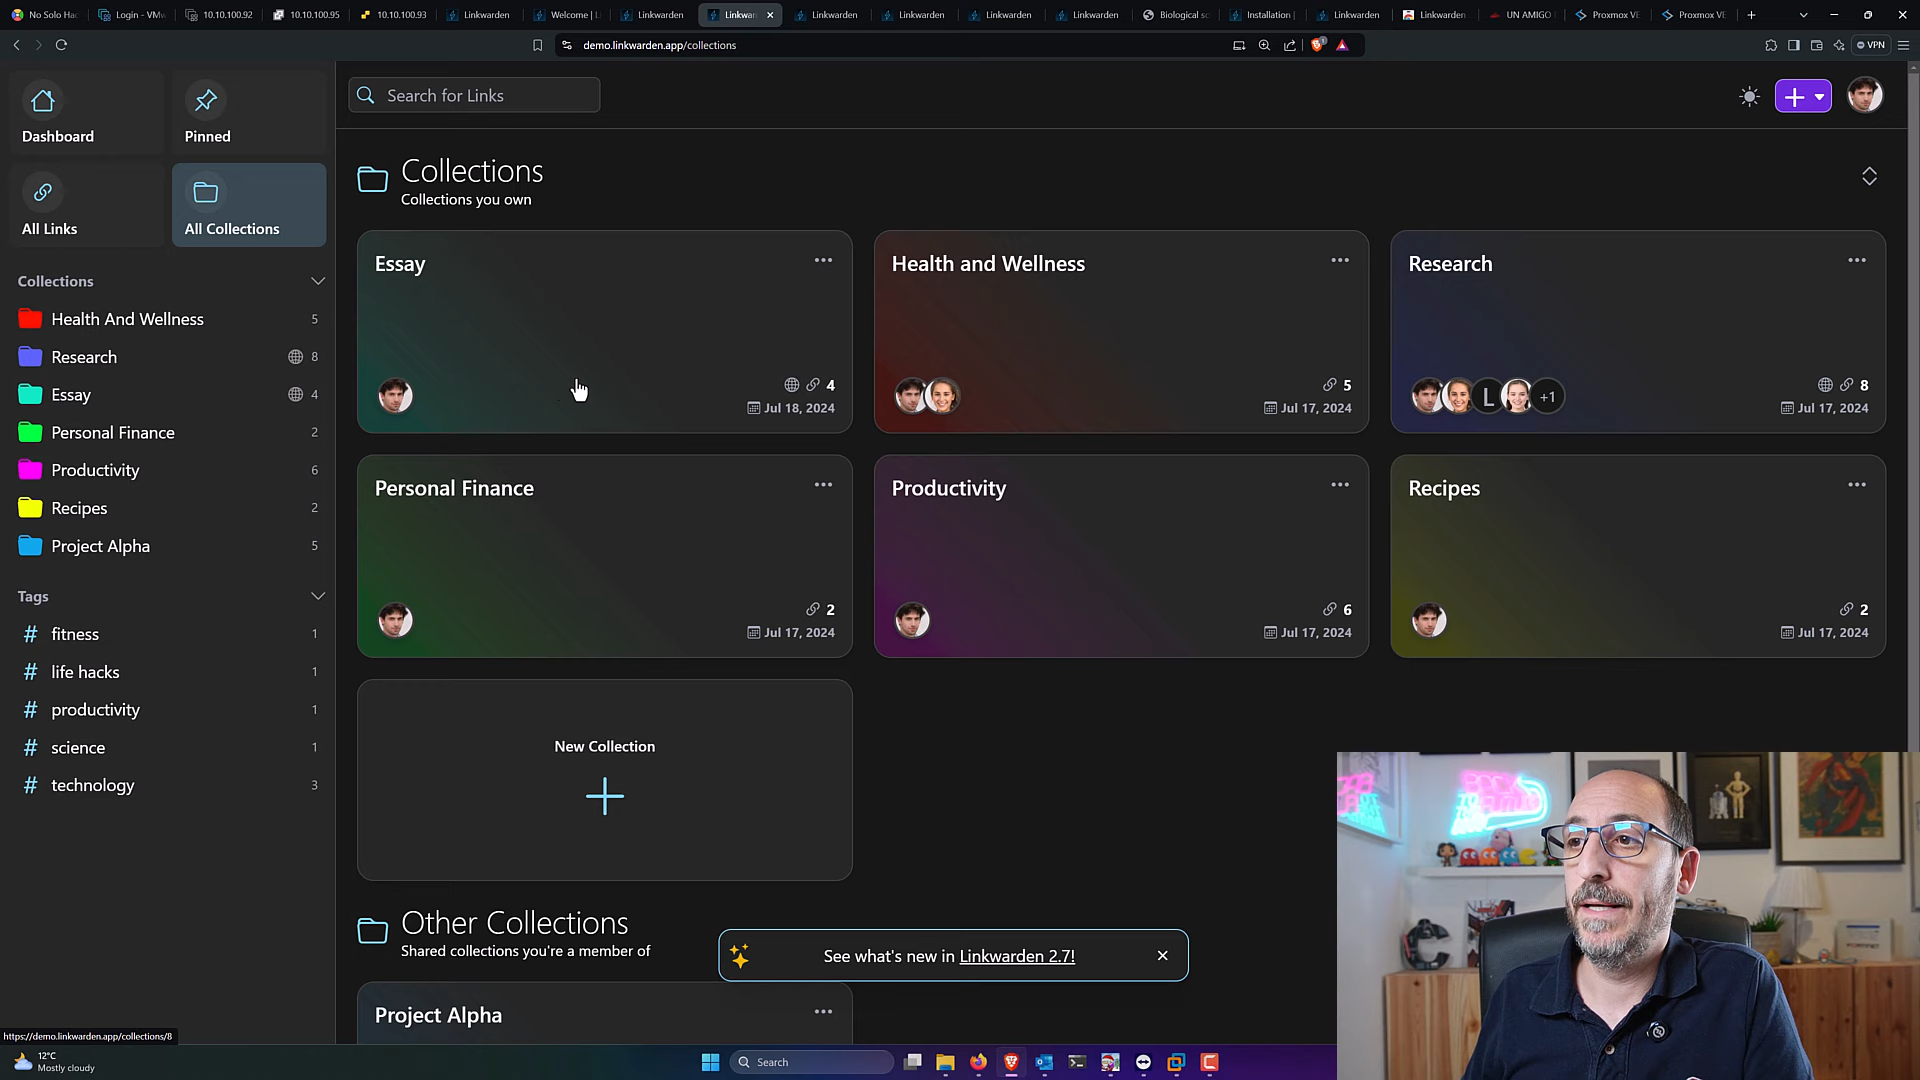 No Solo Hac
Login - VMw
10.10.100.92
10.10.100.95
10.10.100.93
Linkwarden
Welcome | L
Linkwarden
Linkwar
Linkwarden
Linkwarden
Linkwarden
Linkwarden
Biological sc
Installation |
Linkwarden
Linkwarden
UN AMIGO
Proxmox VE
Proxmox VE
demo.linkwarden.app/collections
VPN
Dashboard
Pinned
All Links
All Collections
Search for Links
Collections
Collections you own
Collections
Health And Wellness 5
Research 8
Essay 4
Personal Finance 2
Productivity 6
Recipes 2
Project Alpha 5
Tags
# fitness 1
# life hacks 1
# productivity 1
# science 1
# technology 3
Essay
4
Jul 18, 2024
Health and Wellness
5
Jul 17, 2024
Research
L +1
8
Jul 17, 2024
Personal Finance
2
Jul 17, 2024
Productivity
6
Jul 17, 2024
Recipes
2
Jul 17, 2024
New Collection
Other Collections
Shared collections you're a member of
See what's new in Linkwarden 2.7!
Project Alpha
https://demo.linkwarden.app/collections/8
12°C
Mostly cloudy
Search